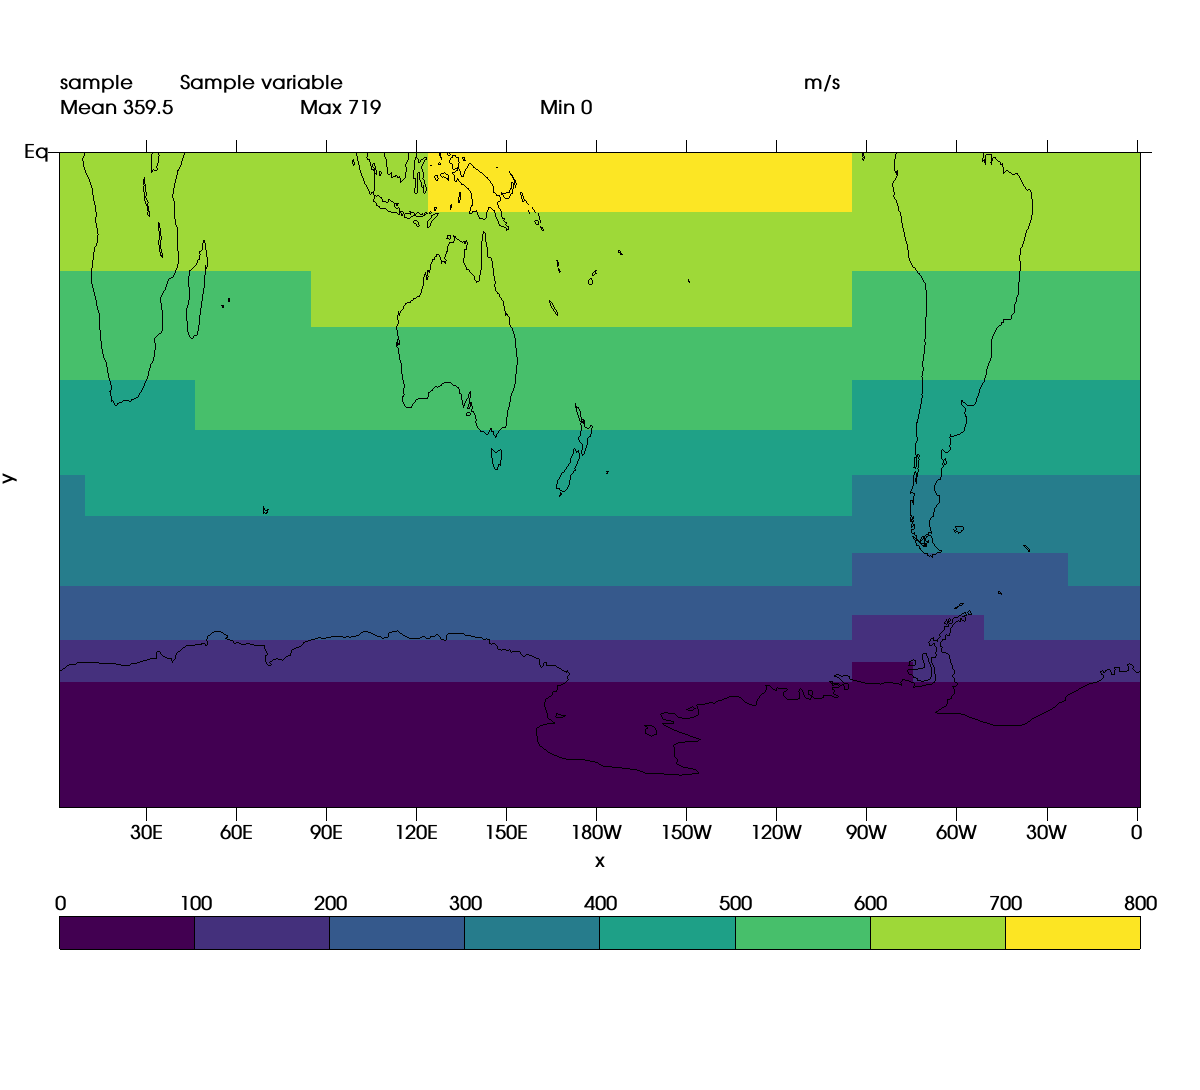 sample Sample variable m/s
Mean 359.5 Max 719 Min 0
Eq
y
30E 60E 90E 120E 150E 180W 150W 120W 90W 60W 30W 0
x
0 100 200 300 400 500 600 700 800